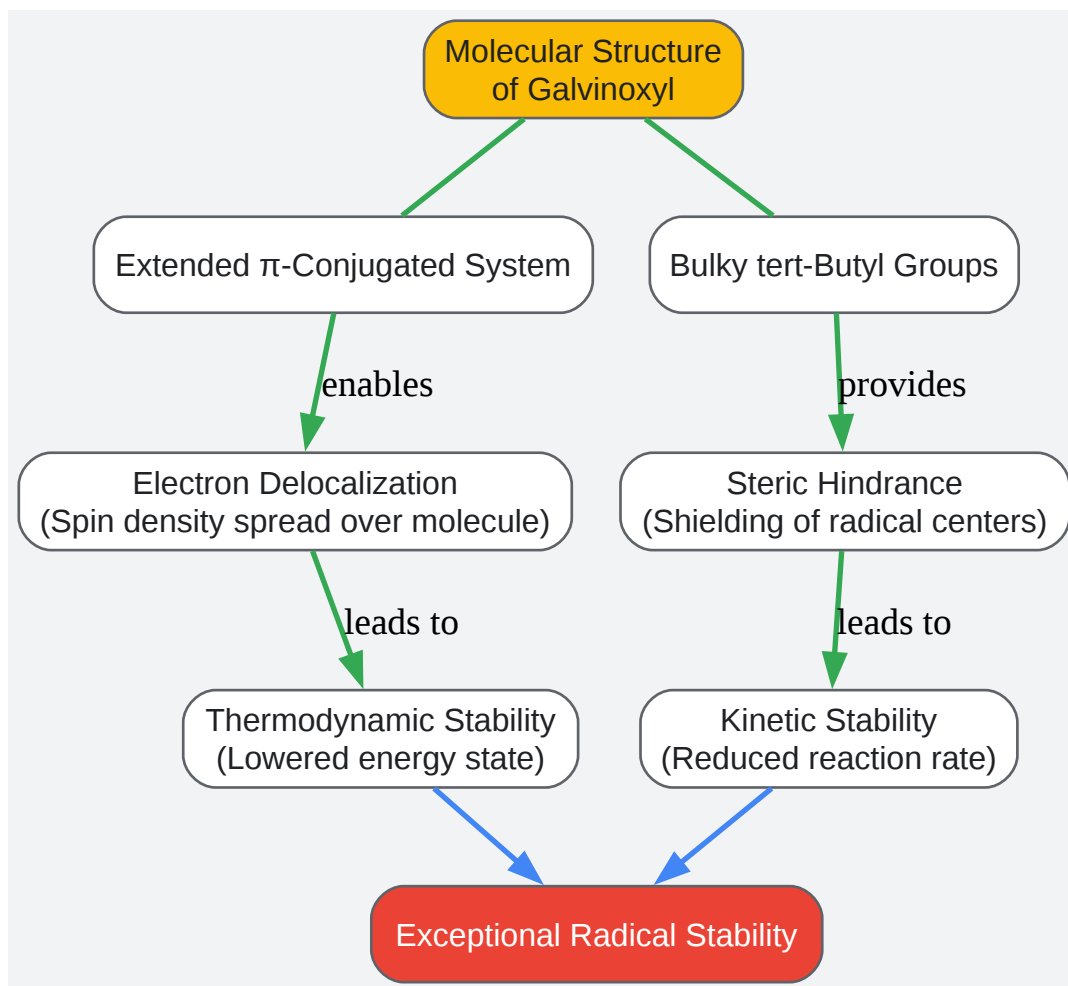 Molecular Structure
of Galvinoxyl
Extended π-Conjugated System
Bulky tert-Butyl Groups
enables
provides
Electron Delocalization
(Spin density spread over molecule)
Steric Hindrance
(Shielding of radical centers)
leads to
leads to
Thermodynamic Stability
(Lowered energy state)
Kinetic Stability
(Reduced reaction rate)
Exceptional Radical Stability